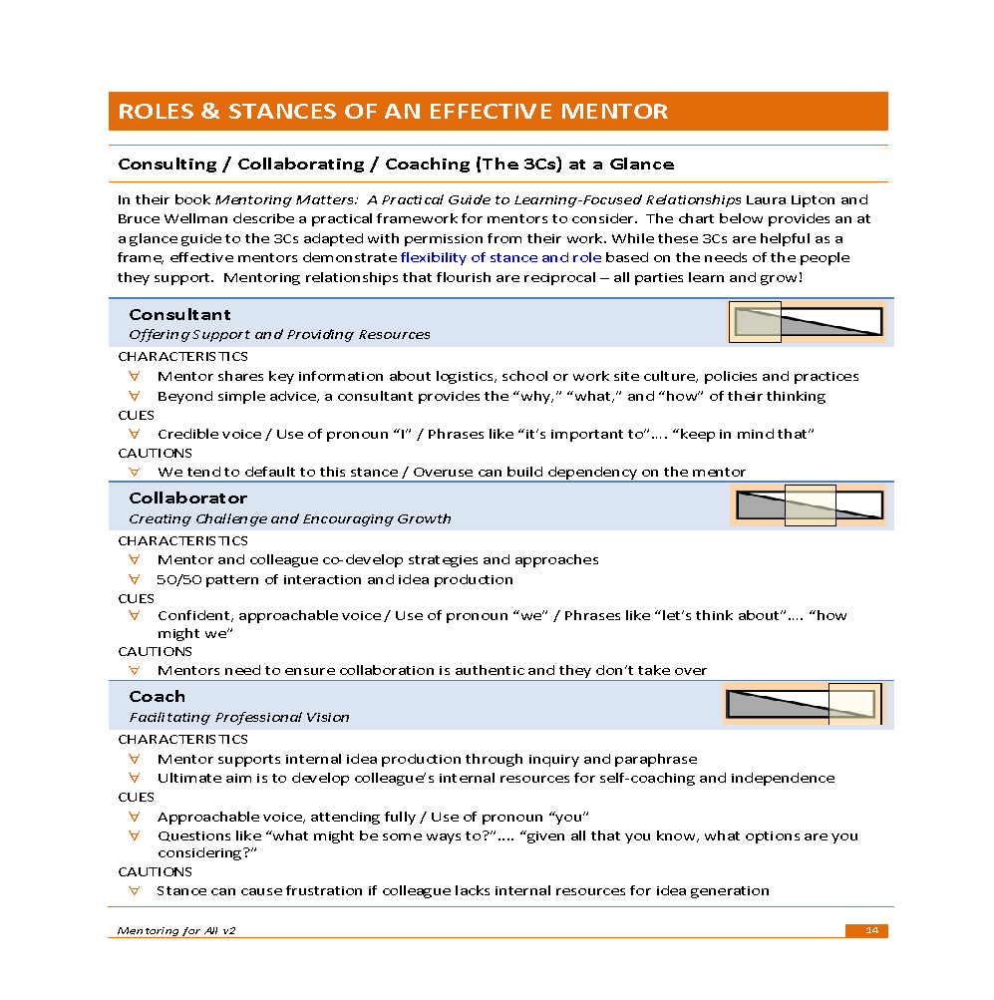 ROLES & STANCES OF AN EFFECTIVE MENTOR
Consulting / Collaborating / Coaching (The 3Cs) at a Glance
In their book Mentoring Matters:  A Practical Guide to Learning-Focused Relationships Laura Lipton and
Bruce Wellman describe a practical framework for mentors to consider.  The chart below provides an at
a glance guide to the 3Cs adapted with permission from their work. While these 3Cs are helpful as a
frame, effective mentors demonstrate flexibility of stance and role based on the needs of the people
they support.  Mentoring relationships that flourish are reciprocal – all parties learn and grow!
Consultant
Offering Support and Providing Resources
CHARACTERISTICS
∀ Mentor shares key information about logistics, school or work site culture, policies and practices
∀ Beyond simple advice, a consultant provides the “why,” “what,” and “how” of their thinking
CUES
∀ Credible voice / Use of pronoun “I” / Phrases like “it’s important to”…. “keep in mind that”
CAUTIONS
∀ We tend to default to this stance / Overuse can build dependency on the mentor
Collaborator
Creating Challenge and Encouraging Growth
CHARACTERISTICS
∀ Mentor and colleague co-develop strategies and approaches
∀ 50/50 pattern of interaction and idea production
CUES
∀ Confident, approachable voice / Use of pronoun “we” / Phrases like “let’s think about”…. “how
might we”
CAUTIONS
∀ Mentors need to ensure collaboration is authentic and they don’t take over
Coach
Facilitating Professional Vision
CHARACTERISTICS
∀ Mentor supports internal idea production through inquiry and paraphrase
∀ Ultimate aim is to develop colleague’s internal resources for self-coaching and independence
CUES
∀ Approachable voice, attending fully / Use of pronoun “you”
∀ Questions like “what might be some ways to?”…. “given all that you know, what options are you
considering?”
CAUTIONS
∀ Stance can cause frustration if colleague lacks internal resources for idea generation
Mentoring for All v2
14